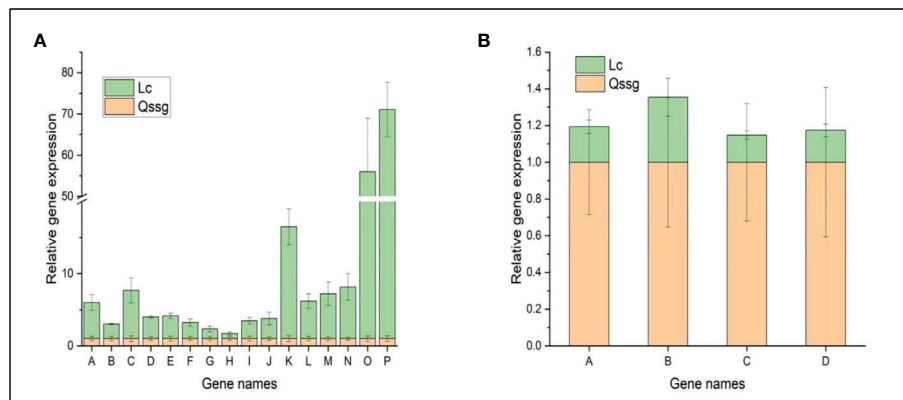 A
Relative gene expression
85
80
70
60
50
10
0
Lc
Qssg
A B C D E F G H I J K L M N O P
Gene names
B
Relative gene expression
1.6
1.4
1.2
1.0
0.8
0.6
0.4
0.2
0.0
Lc
Qssg
A B C D
Gene names